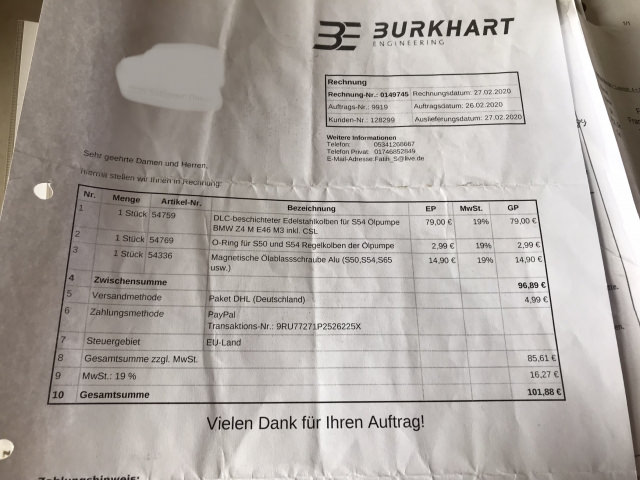 BURKHART
ENGINEERING
Rechnung
Rechnung-Nr.: 0149745 Rechnungsdatum: 27.02.2020
Auftrags-Nr.: 9919 Auftragsdatum: 26.02.2020
Kunden-Nr.: 128299 Auslieferungsdatum: 27.02.2020
Weitere Informationen
Telefon: 05341268667
Telefon Privat: 01746852849
E-Mail-Adresse:Fatih_S@live.de
Sehr geehrte Damen und Herren,
hiermit stellen wir Ihnen in Rechnung:
Nr. Menge Artikel-Nr. Bezeichnung EP MwSt. GP
1 1 Stück 54759 DLC-beschichteter Edelstahlkolben für S54 Ölpumpe 79,00 € 19% 79,00 €
BMW Z4 M E46 M3 inkl. CSL
2 1 Stück 54769 O-Ring für S50 und S54 Regelkolben der Ölpumpe 2,99 € 19% 2,99 €
3 1 Stück 54336 Magnetische Ölablassschraube Alu (S50,S54,S65 14,90 € 19% 14,90 €
usw.)
4 Zwischensumme 96,89 €
5 Versandmethode Paket DHL (Deutschland) 4,99 €
6 Zahlungsmethode PayPal
Transaktions-Nr.: 9RU77271P2526225X
7 Steuergebiet EU-Land
8 Gesamtsumme zzgl. MwSt. 85,61 €
9 MwSt.: 19 % 16,27 €
10 Gesamtsumme 101,88 €
Vielen Dank für Ihren Auftrag!
Zahlungshinweis: